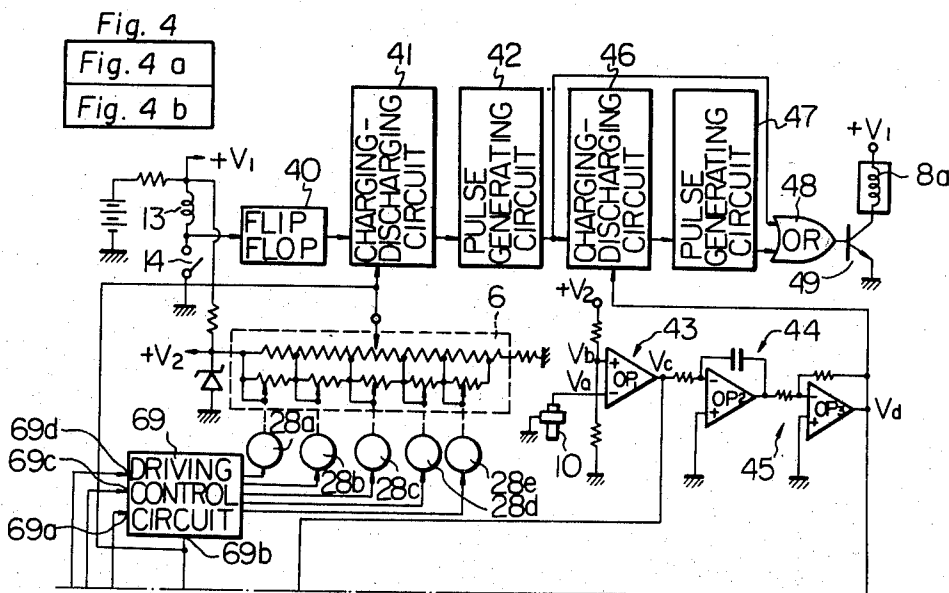 Fig. 4
Fig. 4 a
Fig. 4 b
41
42
46
47
40
+V1
13
14
FLIP
FLOP
CHARGING-
DISCHARGING
CIRCUIT
PULSE
GENERATING
CIRCUIT
CHARGING-
DISCHARGING
CIRCUIT
PULSE
GENERATING
CIRCUIT
48
OR
+V1
8a
49
+V2
6
+V2
43
44
Vb
Va
+
-
OP1
Vc
-
+
OP2
-
+
OP3
Vd
10
45
69d
69
69c
69a
69b
DRIVING
CONTROL
CIRCUIT
28a
28b
28c
28d
28e